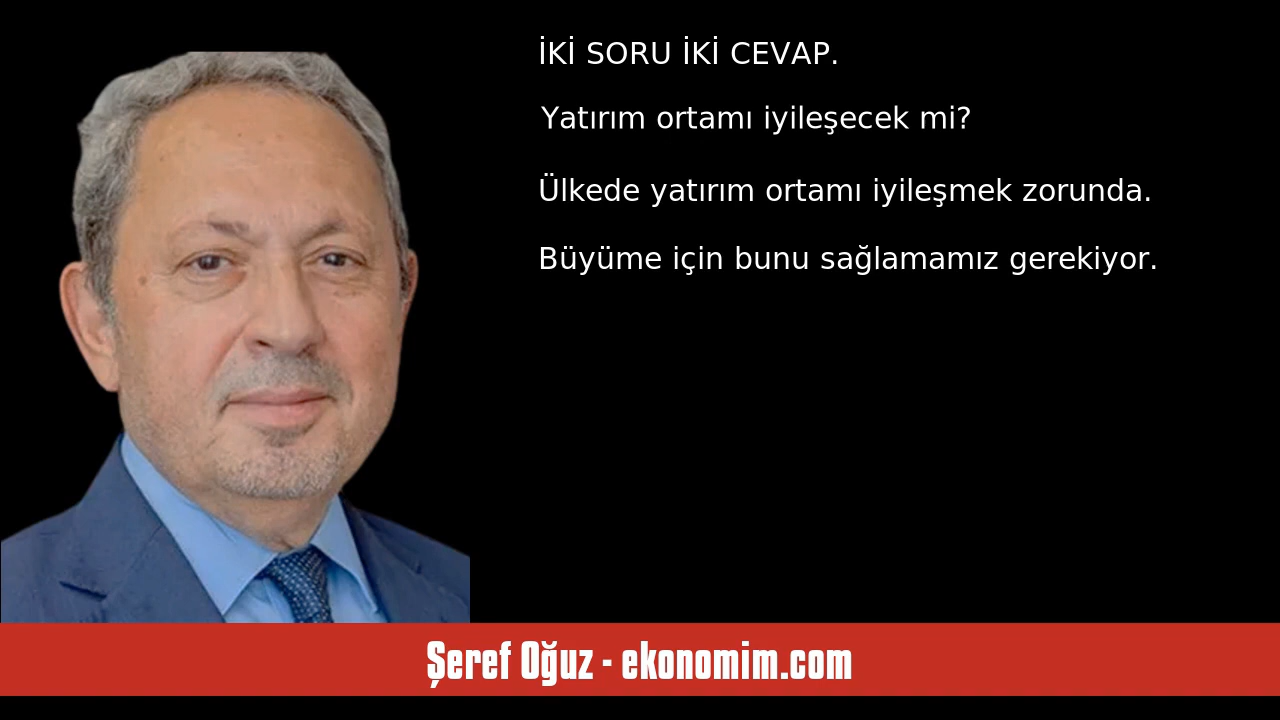 İKİ SORU İKİ CEVAP.
Yatırım ortamı iyileşecek mi?
Ülkede yatırım ortamı iyileşmek zorunda.
Büyüme için bunu sağlamamız gerekiyor.
Şeref Oğuz - ekonomim.com